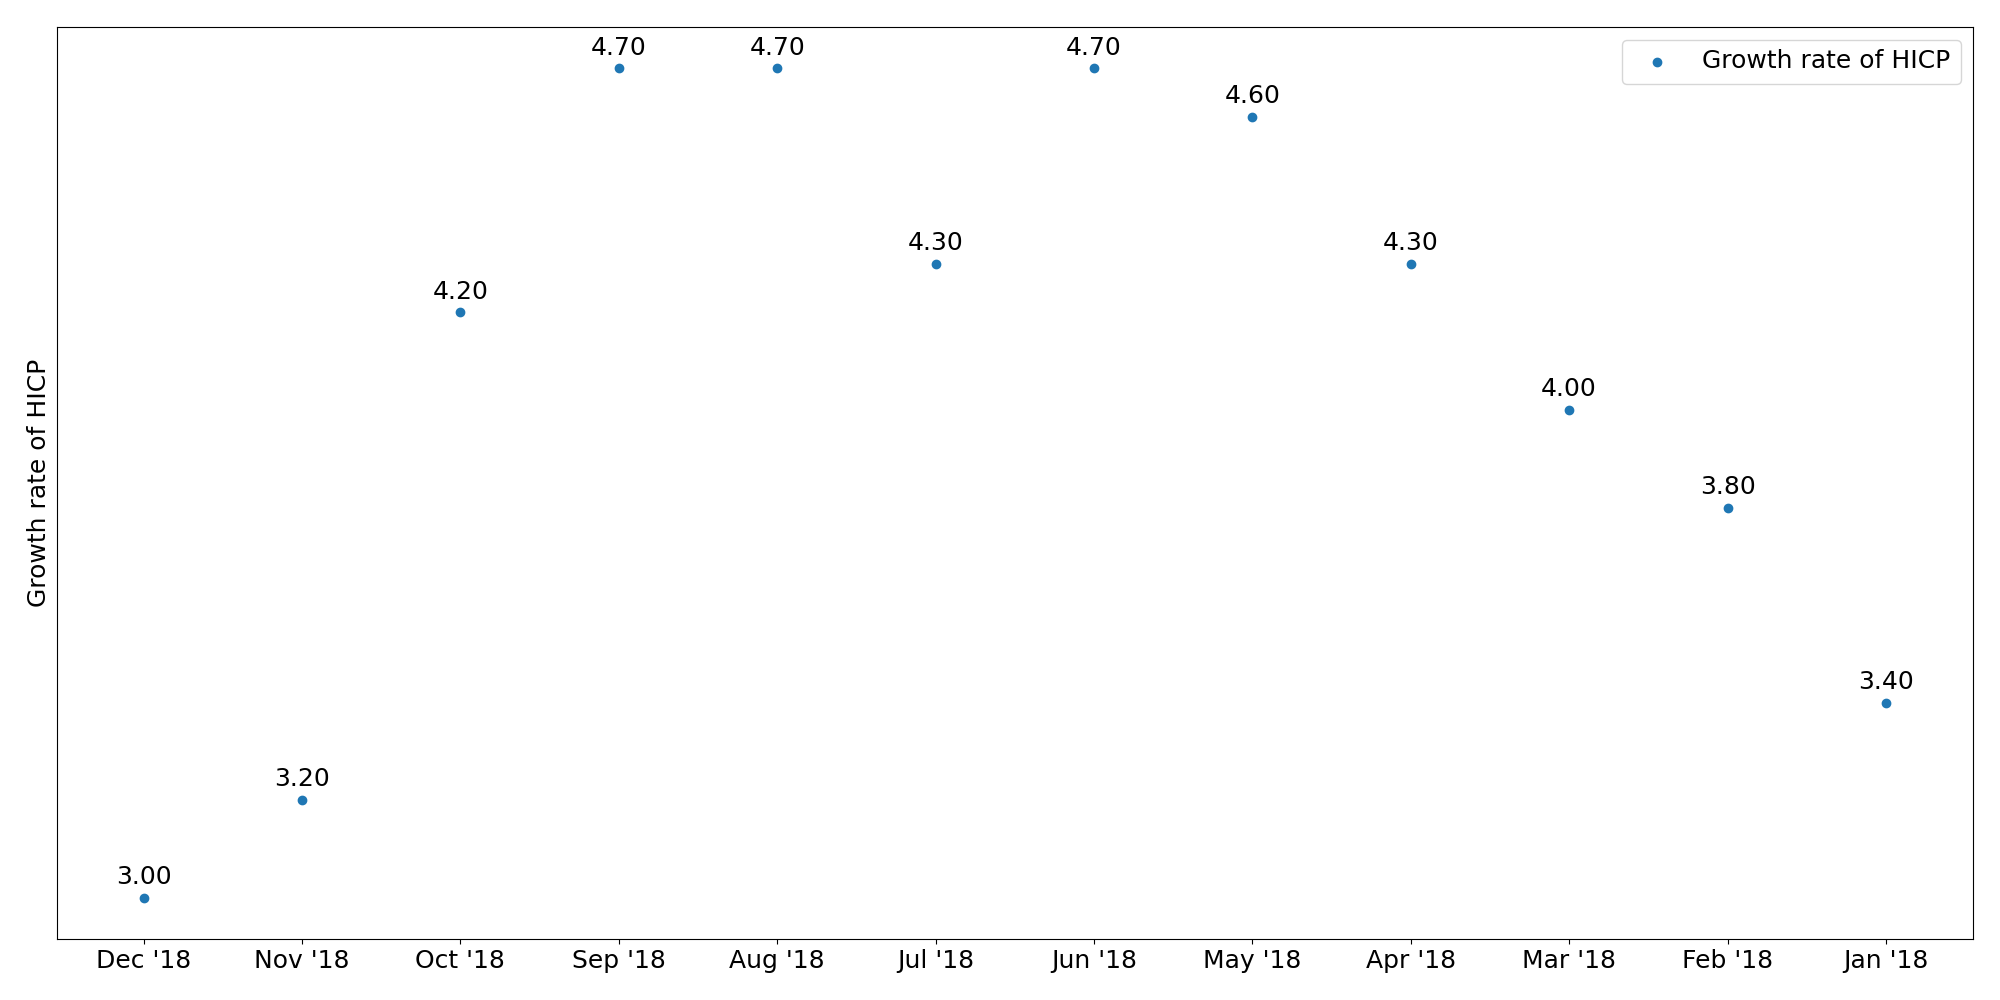 4.70 4.70 4.70
Growth rate of HICP
4.60
4.30 4.30
4.20
4.00
3.80
3.40
3.20
3.00
Growth rate of HICP
Dec '18 Nov '18 Oct '18 Sep '18 Aug '18 Jul '18 Jun '18 May '18 Apr '18 Mar '18 Feb '18 Jan '18